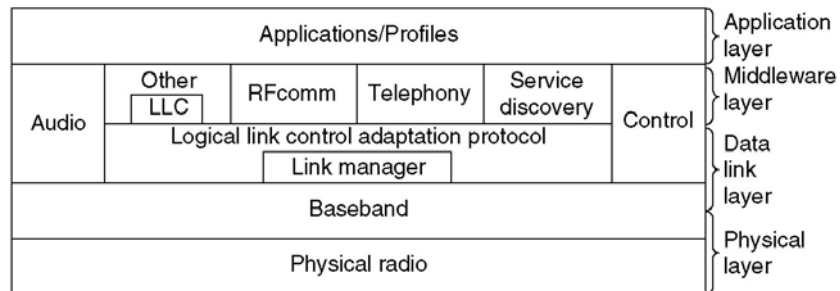 Applications/Profiles
Application
layer
Other
LLC
RFcomm
Telephony
Service
discovery
Middleware
layer
Audio
Control
Logical link control adaptation protocol
Link manager
Data
link
layer
Baseband
Physical radio
Physical
layer